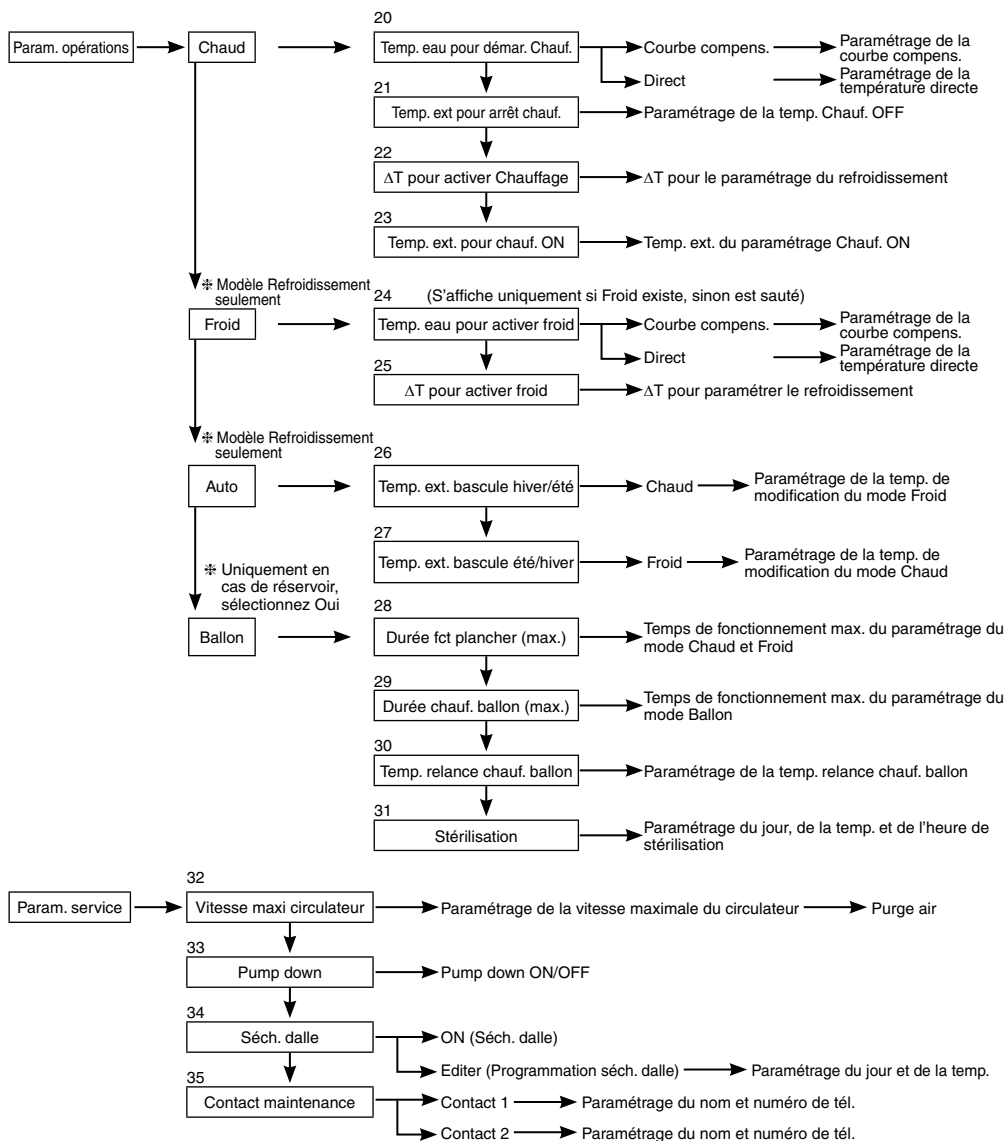 20
Param. opérations
Chaud
Temp. eau pour démar. Chauf.
Courbe compens.
Paramétrage de la
courbe compens.
Direct
Paramétrage de la
température directe
21
Temp. ext pour arrêt chauf.
Paramétrage de la temp. Chauf. OFF
22
ΔT pour activer Chauffage
ΔT pour le paramétrage du refroidissement
23
Temp. ext. pour chauf. ON
Temp. ext. du paramétrage Chauf. ON
❇ Modèle Refroidissement
seulement
24
(S'affiche uniquement si Froid existe, sinon est sauté)
Froid
Temp. eau pour activer froid
Courbe compens.
Paramétrage de la
courbe compens.
Direct
Paramétrage de la
température directe
25
ΔT pour activer froid
ΔT pour paramétrer le refroidissement
❇ Modèle Refroidissement
seulement
26
Auto
Temp. ext. bascule hiver/été
Chaud
Paramétrage de la temp. de
modification du mode Froid
27
Temp. ext. bascule été/hiver
Froid
Paramétrage de la temp. de
modification du mode Chaud
❇ Uniquement en
cas de réservoir,
sélectionnez Oui
28
Ballon
Durée fct plancher (max.)
Temps de fonctionnement max. du paramétrage du
mode Chaud et Froid
29
Durée chauf. ballon (max.)
Temps de fonctionnement max. du paramétrage du
mode Ballon
30
Temp. relance chauf. ballon
Paramétrage de la temp. relance chauf. ballon
31
Stérilisation
Paramétrage du jour, de la temp. et de l'heure de
stérilisation
32
Param. service
Vitesse maxi circulateur
Paramétrage de la vitesse maximale du circulateur
Purge air
33
Pump down
Pump down ON/OFF
34
Séch. dalle
ON (Séch. dalle)
Editer (Programmation séch. dalle)
Paramétrage du jour et de la temp.
35
Contact maintenance
Contact 1
Paramétrage du nom et numéro de tél.
Contact 2
Paramétrage du nom et numéro de tél.